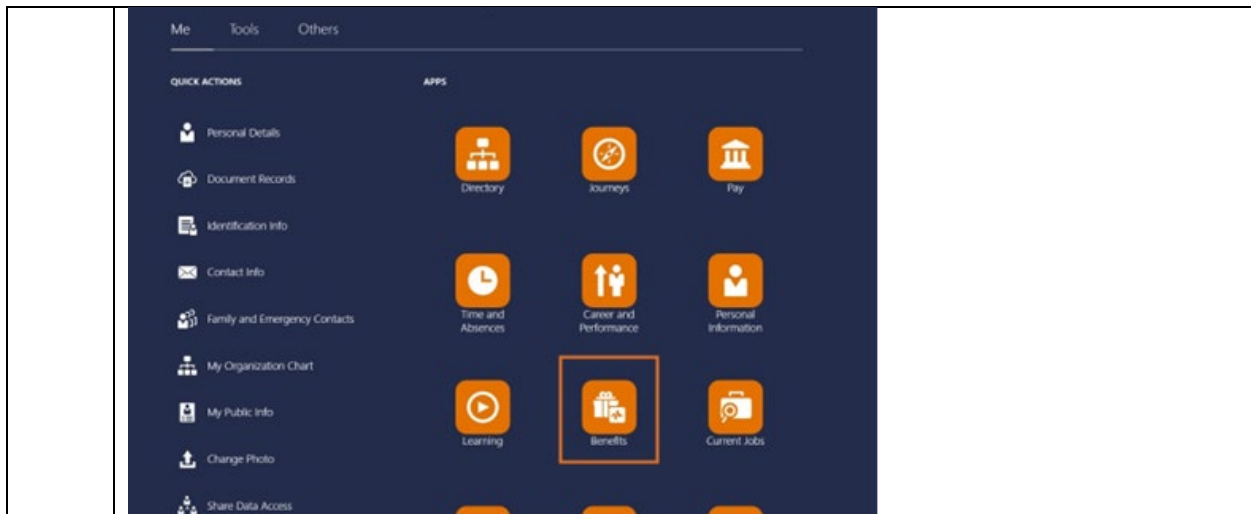 Me Tools Others
QUICK ACTIONS
Personal Details
Document Records
Identification Info
Contact Info
Family and Emergency Contacts
My Organization Chart
My Public Info
Change Photo
Share Data Access
APPS
Directory
Journeys
Pay
Time and
Absences
Career and
Performance
Personal
Information
Learning
Benefits
Current Jobs